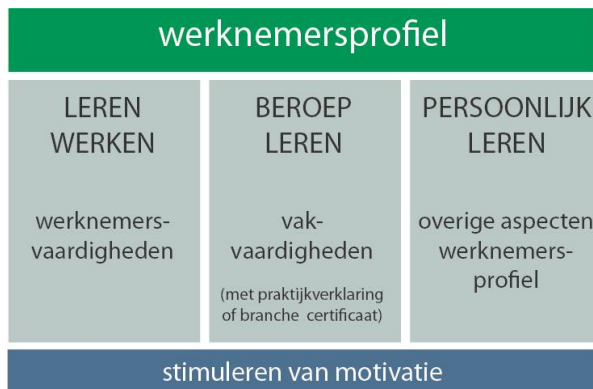 werknemersprofiel
LEREN
WERKEN
werknemers-
vaardigheden
BEROEP
LEREN
vak-
vaardigheden
(met praktijkverklaring
of branche certificaat)
PERSOONLIJK
LEREN
overige aspecten
werknemers-
profiel
stimuleren van motivatie